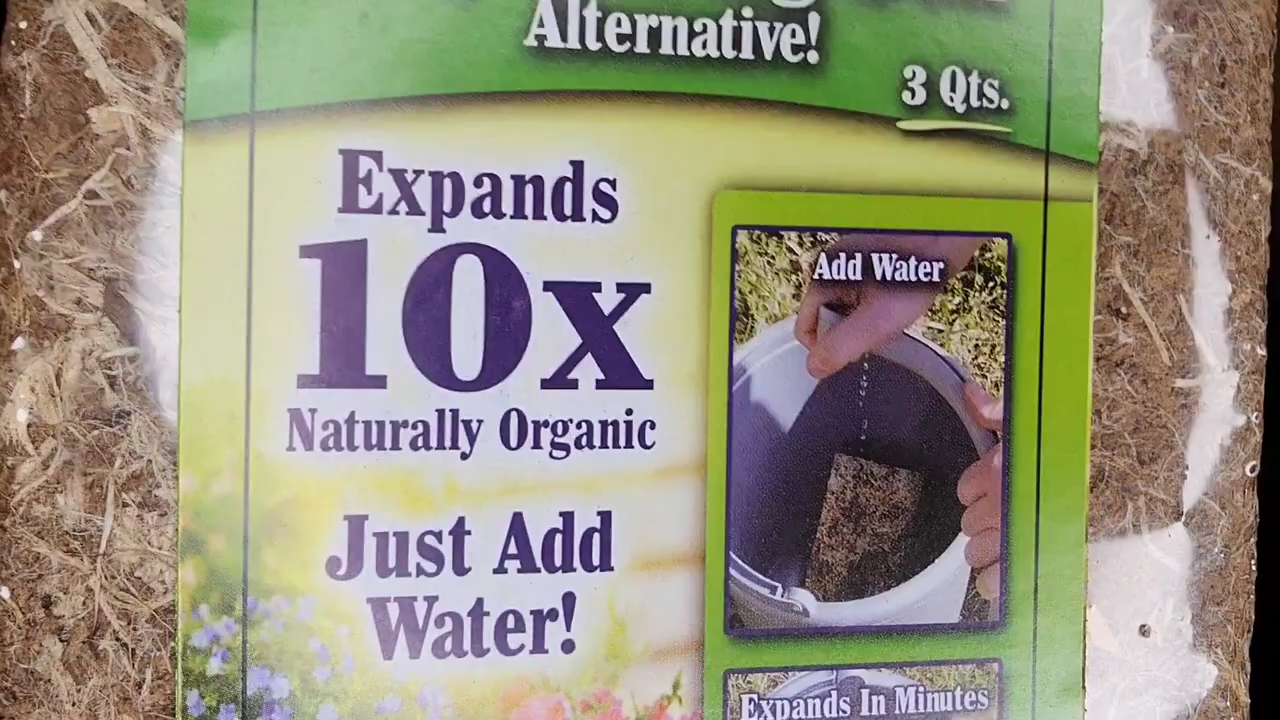 Alternative!
3 Qts.
Expands
10x
Naturally Organic
Just Add
Water!
Add Water
Expands In Minutes